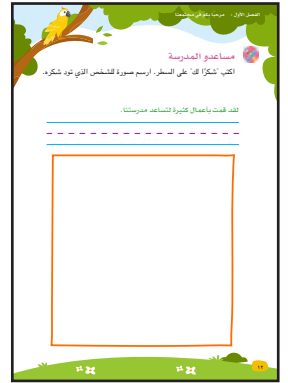 الفصل الأول: مرحبا بكم في مجتمعنا
مساعدو المدرسة
اكتب "شكرًا لك" على السطر. ارسم صورة للشخص الذي تود شكره.
لقد قمت بأعمال كثيرة لتساعد مدرستنا.
١٢